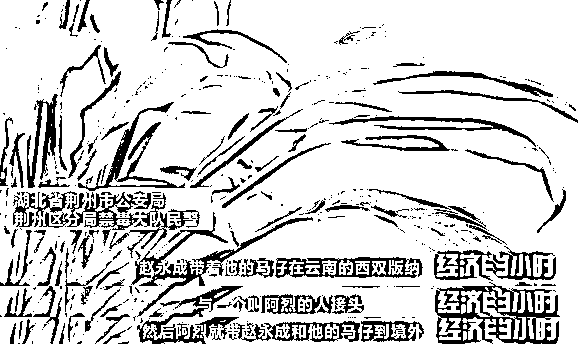 湖北省荆州市公安局
荆州区分局禁毒大队民警
赵永成带着他的马仔在云南的西双版纳
经济半小时
与一个叫阿烈的人接头
经济半小时
然后阿烈就带赵永成和他的马仔到境外
经济半小时